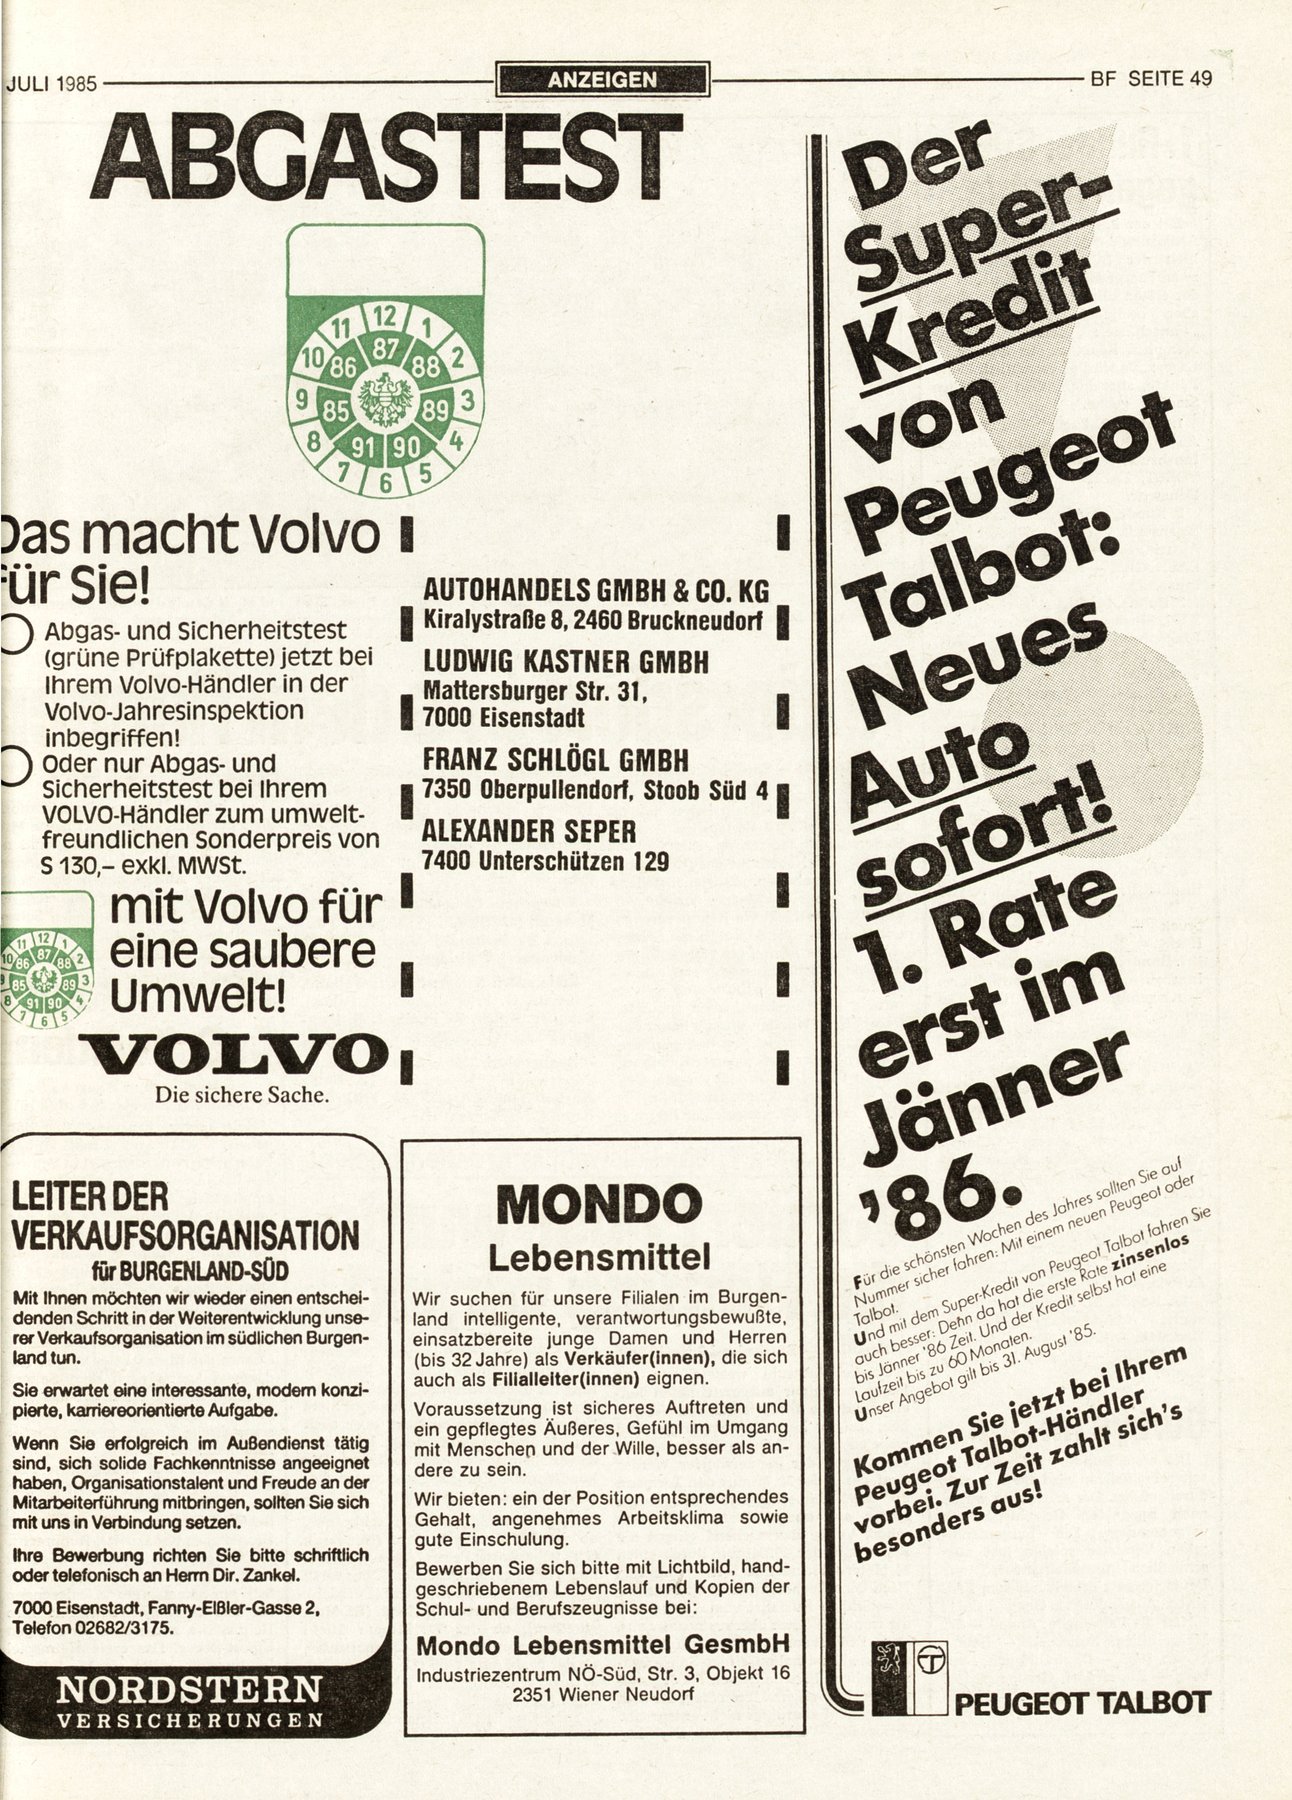 JULI 1985
ANZEIGEN
BF SEITE 49
ABGASTEST
11 12 1
10 86 87 88 2
9 85 89 3
8 91 90 4
7 6 5
Das macht Volvo
für Sie!
Abgas- und Sicherheitstest
(grüne Prüfplakette) jetzt bei
Ihrem Volvo-Händler in der
Volvo-Jahresinspektion
inbegriffen!
Oder nur Abgas- und
Sicherheitstest bei Ihrem
VOLVO-Händler zum umwelt-
freundlichen Sonderpreis von
S 130,– exkl. MWSt.
11 12 1
10 86 87 88 2
9 85 89 3
8 91 90 4
7 6 5
mit Volvo für
eine saubere
Umwelt!
VOLVO
Die sichere Sache.
AUTOHANDELS GMBH & CO. KG
Kiralystraße 8, 2460 Bruckneudorf
LUDWIG KASTNER GMBH
Mattersburger Str. 31,
7000 Eisenstadt
FRANZ SCHLÖGL GMBH
7350 Oberpullendorf, Stoob Süd 4
ALEXANDER SEPER
7400 Unterschützen 129
LEITER DER
VERKAUFSORGANISATION
für BURGENLAND-SÜD
Mit Ihnen möchten wir wieder einen entschei-
denden Schritt in der Weiterentwicklung unse-
rer Verkaufsorganisation im südlichen Burgen-
land tun.
Sie erwartet eine interessante, modern konzi-
pierte, karriereorientierte Aufgabe.
Wenn Sie erfolgreich im Außendienst tätig
sind, sich solide Fachkenntnisse angeeignet
haben, Organisationstalent und Freude an der
Mitarbeiterführung mitbringen, sollten Sie sich
mit uns in Verbindung setzen.
Ihre Bewerbung richten Sie bitte schriftlich
oder telefonisch an Herrn Dir. Zankel.
7000 Eisenstadt, Fanny-Elßler-Gasse 2,
Telefon 02682/3175.
NORDSTERN
VERSICHERUNGEN
MONDO
Lebensmittel
Wir suchen für unsere Filialen im Burgen-
land intelligente, verantwortungsbewußte,
einsatzbereite junge Damen und Herren
(bis 32 Jahre) als Verkäufer(innen), die sich
auch als Filialleiter(innen) eignen.
Voraussetzung ist sicheres Auftreten und
ein gepflegtes Äußeres, Gefühl im Umgang
mit Menschen und der Wille, besser als an-
dere zu sein.
Wir bieten: ein der Position entsprechendes
Gehalt, angenehmes Arbeitsklima sowie
gute Einschulung.
Bewerben Sie sich bitte mit Lichtbild, hand-
geschriebenem Lebenslauf und Kopien der
Schul- und Berufszeugnisse bei:
Mondo Lebensmittel GesmbH
Industriezentrum NÖ-Süd, Str. 3, Objekt 16
2351 Wiener Neudorf
Der
Super-
Kredit
von
Peugeot
Talbot:
Neues
Auto
sofort!
1. Rate
erst im
Jänner
'86.
Für die schönsten Wochen des Jahres sollten Sie auf
Nummer sicher fahren: Mit einem neuen Peugeot oder
Talbot.
Und mit dem Super-Kredit von Peugeot Talbot fahren Sie
auch besser: Denn da hat die erste Rate zinsenlos
bis Jänner '86 Zeit. Und der Kredit selbst hat eine
Laufzeit bis zu 60 Monaten.
Unser Angebot gilt bis 31. August '85.
Kommen Sie jetzt bei Ihrem
Peugeot Talbot-Händler
vorbei. Zur Zeit zahlt sich's
besonders aus!
PEUGEOT TALBOT